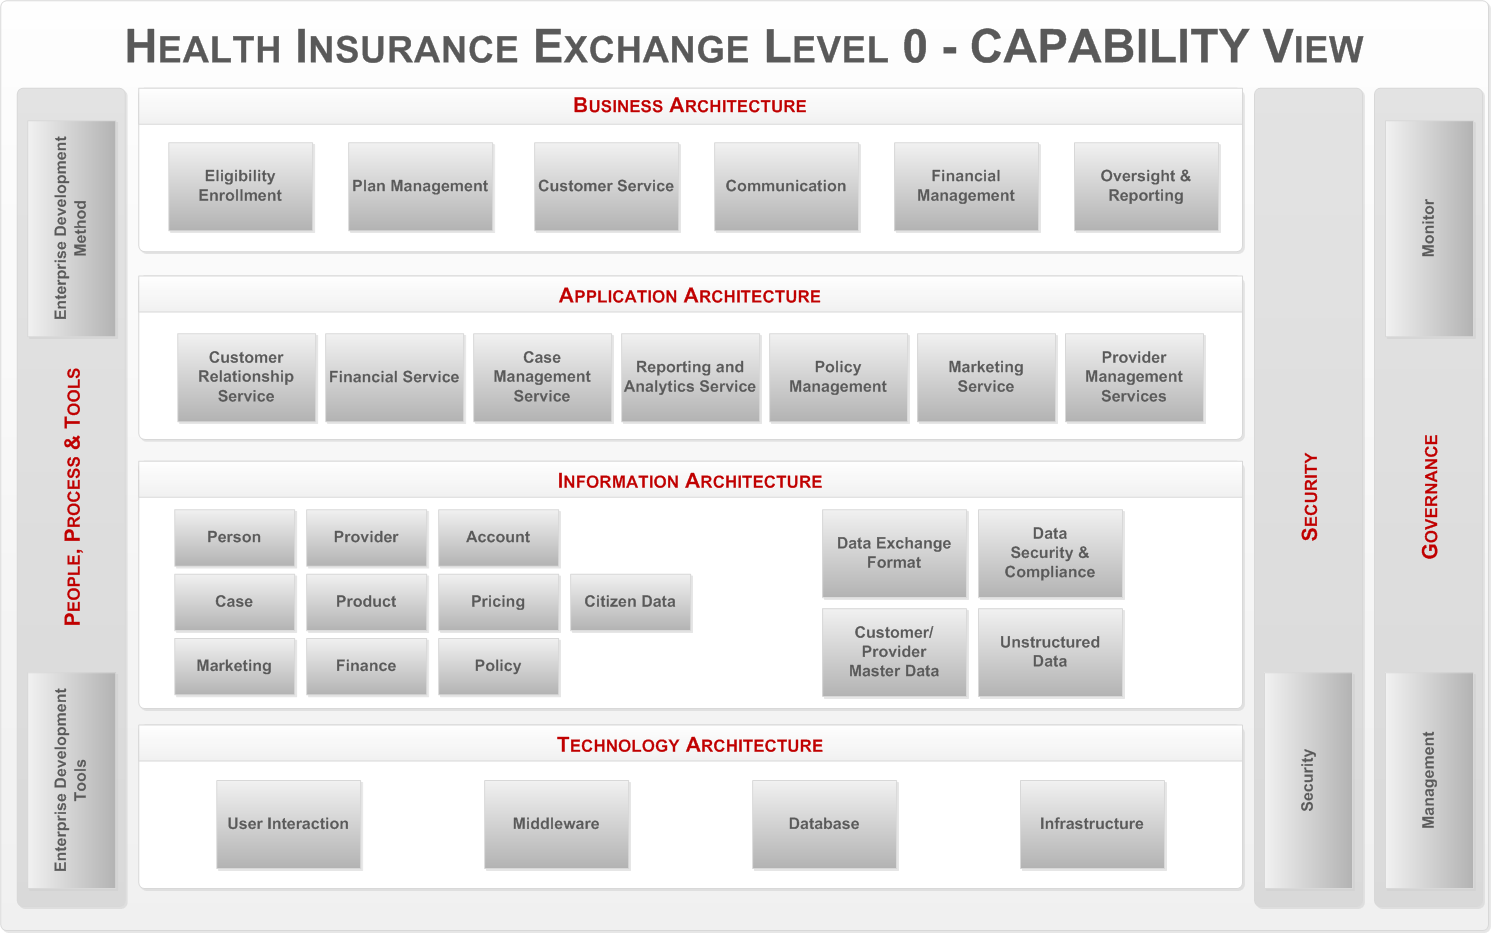 HEALTH INSURANCE EXCHANGE LEVEL 0 - CAPABILITY VIEW
Enterprise Development
Method
PEOPLE, PROCESS & TOOLS
Enterprise Development
Tools
BUSINESS ARCHITECTURE
Eligibility
Enrollment
Plan Management
Customer Service
Communication
Financial
Management
Oversight &
Reporting
APPLICATION ARCHITECTURE
Customer
Relationship
Service
Financial Service
Case
Management
Service
Reporting and
Analytics Service
Policy
Management
Marketing
Service
Provider
Management
Services
INFORMATION ARCHITECTURE
Person
Provider
Account
Case
Product
Pricing
Citizen Data
Marketing
Finance
Policy
Data Exchange
Format
Data
Security &
Compliance
Customer/
Provider
Master Data
Unstructured
Data
TECHNOLOGY ARCHITECTURE
User Interaction
Middleware
Database
Infrastructure
SECURITY
Security
Monitor
GOVERNANCE
Management